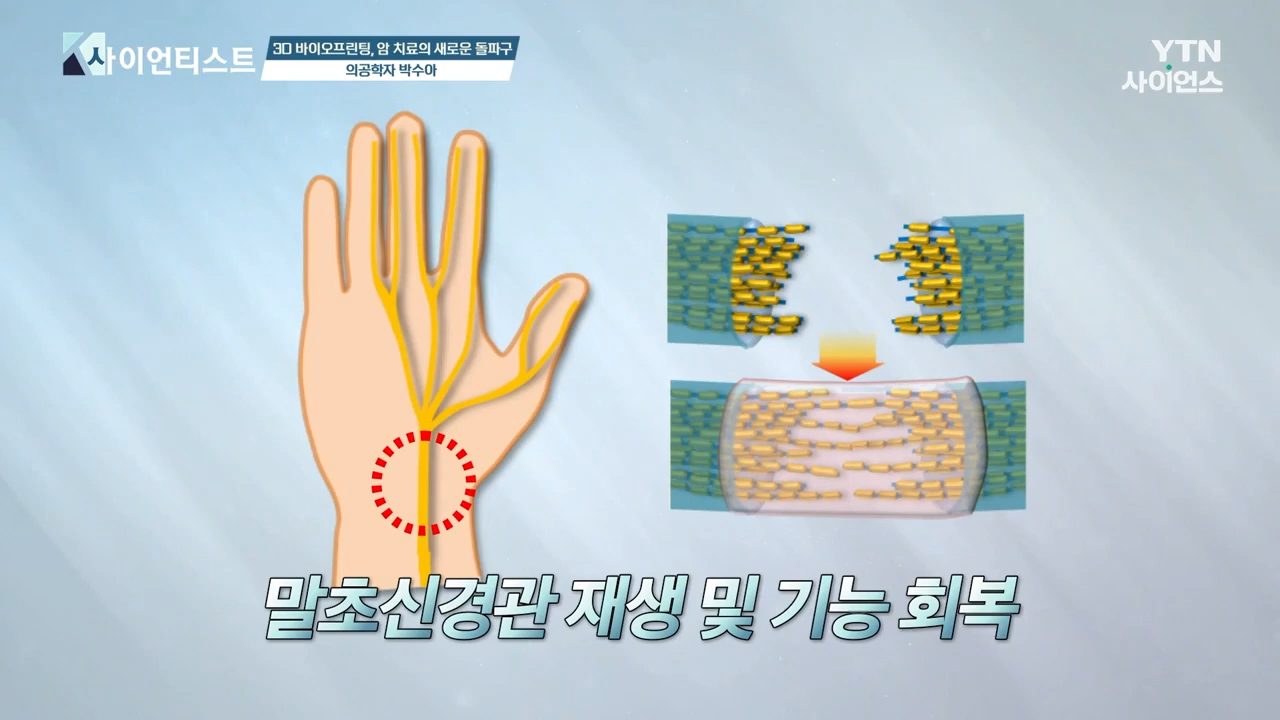 사이언티스트
3D 바이오프린팅, 암 치료의 새로운 돌파구
의공학자 박수아
YTN
사이언스
말초신경관 재생 및 기능 회복